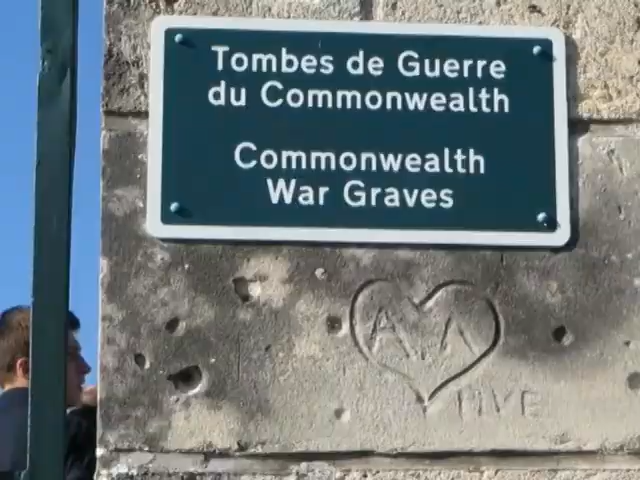 Tombes de Guerre
du Commonwealth
Commonwealth
War Graves
A.A